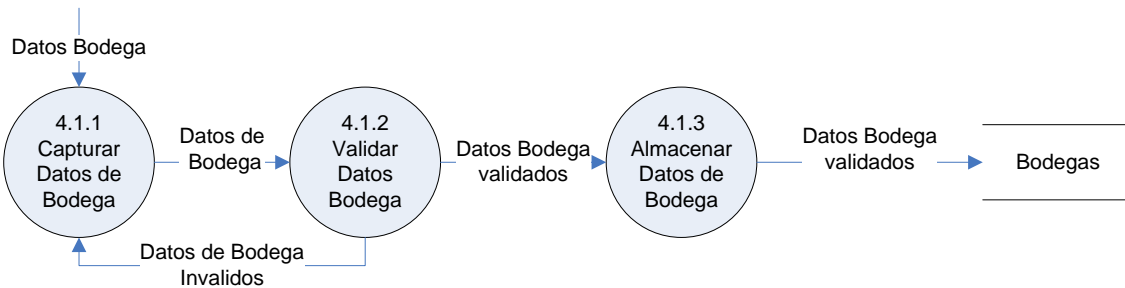 Datos Bodega
4.1.1
Capturar
Datos de
Bodega
Datos de
Bodega
4.1.2
Validar
Datos
Bodega
Datos Bodega
validados
4.1.3
Almacenar
Datos de
Bodega
Datos Bodega
validados
Bodegas
Datos de Bodega
Invalidos